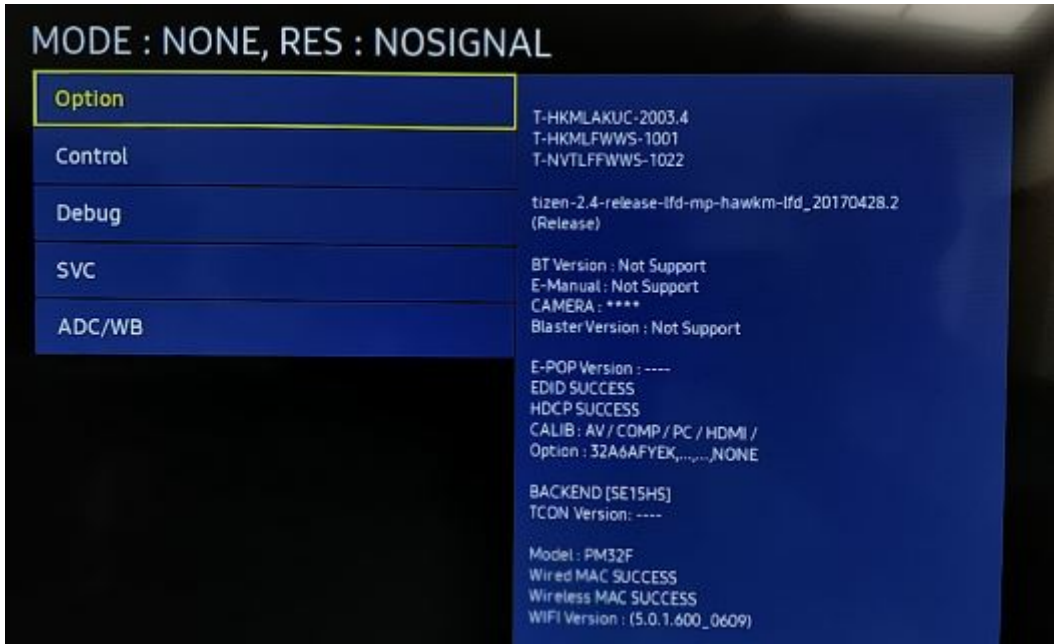 MODE : NONE, RES : NOSIGNAL
Option
Control
Debug
SVC
ADC/WB
T-HKMLAKUC-2003.4
T-HKMLFWWS-1001
T-NVTLFFWWS-1022
tizen-2.4-release-lfd-mp-hawkm-lfd_20170428.2
(Release)
BT Version : Not Support
E-Manual : Not Support
CAMERA : ****
BlasterVersion : Not Support
E-POP Version : ----
EDID SUCCESS
HDCP SUCCESS
CALIB : AV / COMP / PC / HDMI /
Option : 32A6AFYEK,...,...,NONE
BACKEND [SE15HS]
TCON Version: ----
Model : PM32F
Wired MAC SUCCESS
Wireless MAC SUCCESS
WIFI Version : (5.0.1.600_0609)